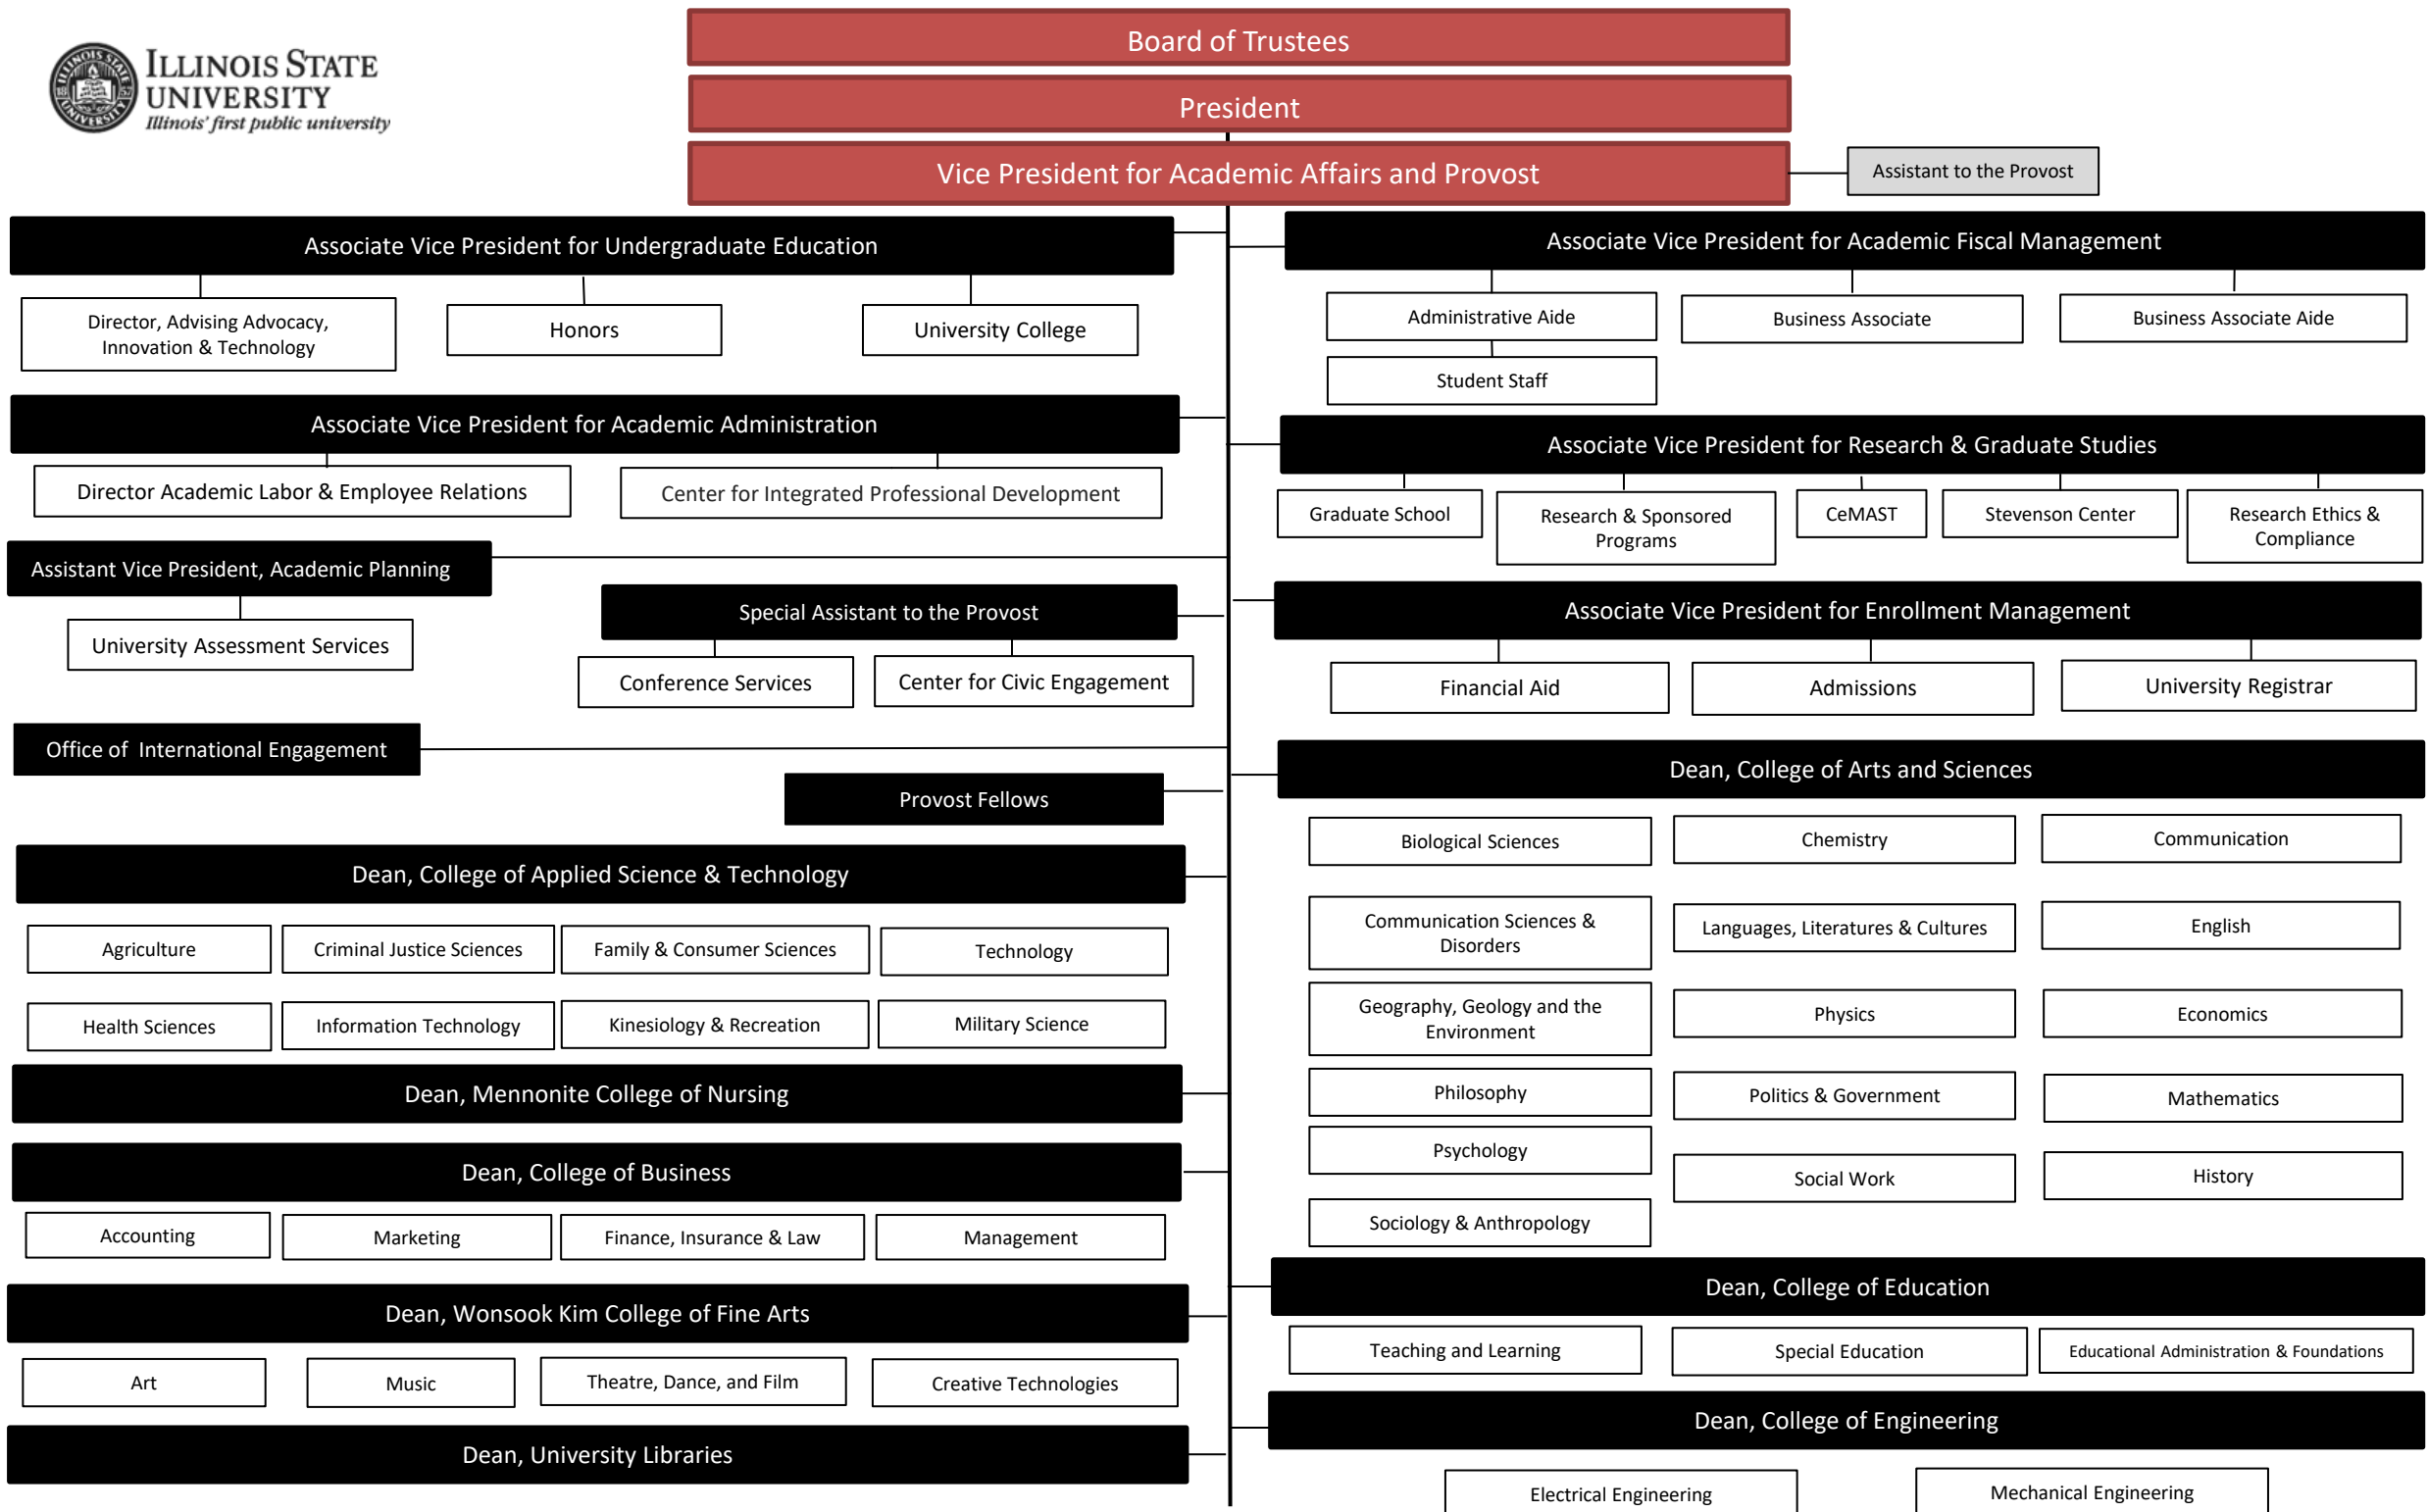 ILLINOIS STATE
UNIVERSITY
Illinois' first public university
Board of Trustees
President
Vice President for Academic Affairs and Provost
Assistant to the Provost
Associate Vice President for Undergraduate Education
Director, Advising Advocacy,
Innovation & Technology
Honors
University College
Associate Vice President for Academic Administration
Director Academic Labor & Employee Relations
Center for Integrated Professional Development
Assistant Vice President, Academic Planning
University Assessment Services
Special Assistant to the Provost
Conference Services
Center for Civic Engagement
Office of  International Engagement
Provost Fellows
Dean, College of Applied Science & Technology
Agriculture
Criminal Justice Sciences
Family & Consumer Sciences
Technology
Health Sciences
Information Technology
Kinesiology & Recreation
Military Science
Dean, Mennonite College of Nursing
Dean, College of Business
Accounting
Marketing
Finance, Insurance & Law
Management
Dean, Wonsook Kim College of Fine Arts
Art
Music
Theatre, Dance, and Film
Creative Technologies
Dean, University Libraries
Associate Vice President for Academic Fiscal Management
Administrative Aide
Business Associate
Business Associate Aide
Student Staff
Associate Vice President for Research & Graduate Studies
Graduate School
Research & Sponsored
Programs
CeMAST
Stevenson Center
Research Ethics &
Compliance
Associate Vice President for Enrollment Management
Financial Aid
Admissions
University Registrar
Dean, College of Arts and Sciences
Biological Sciences
Chemistry
Communication
Communication Sciences &
Disorders
Languages, Literatures & Cultures
English
Geography, Geology and the
Environment
Physics
Economics
Philosophy
Politics & Government
Mathematics
Psychology
Social Work
History
Sociology & Anthropology
Dean, College of Education
Teaching and Learning
Special Education
Educational Administration & Foundations
Dean, College of Engineering
Electrical Engineering
Mechanical Engineering